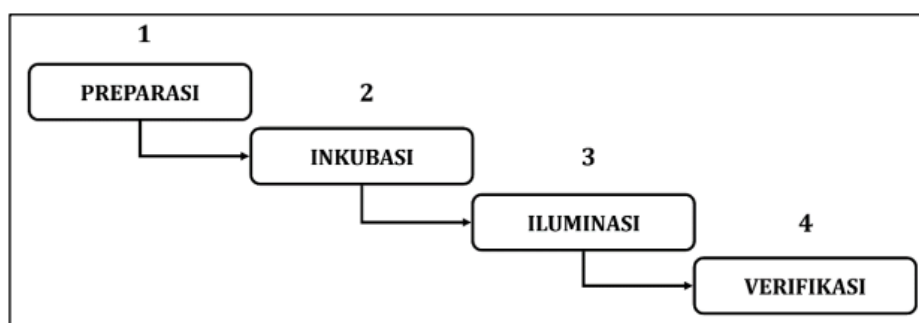 1
PREPARASI
2
INKUBASI
3
ILUMINASI
4
VERIFIKASI